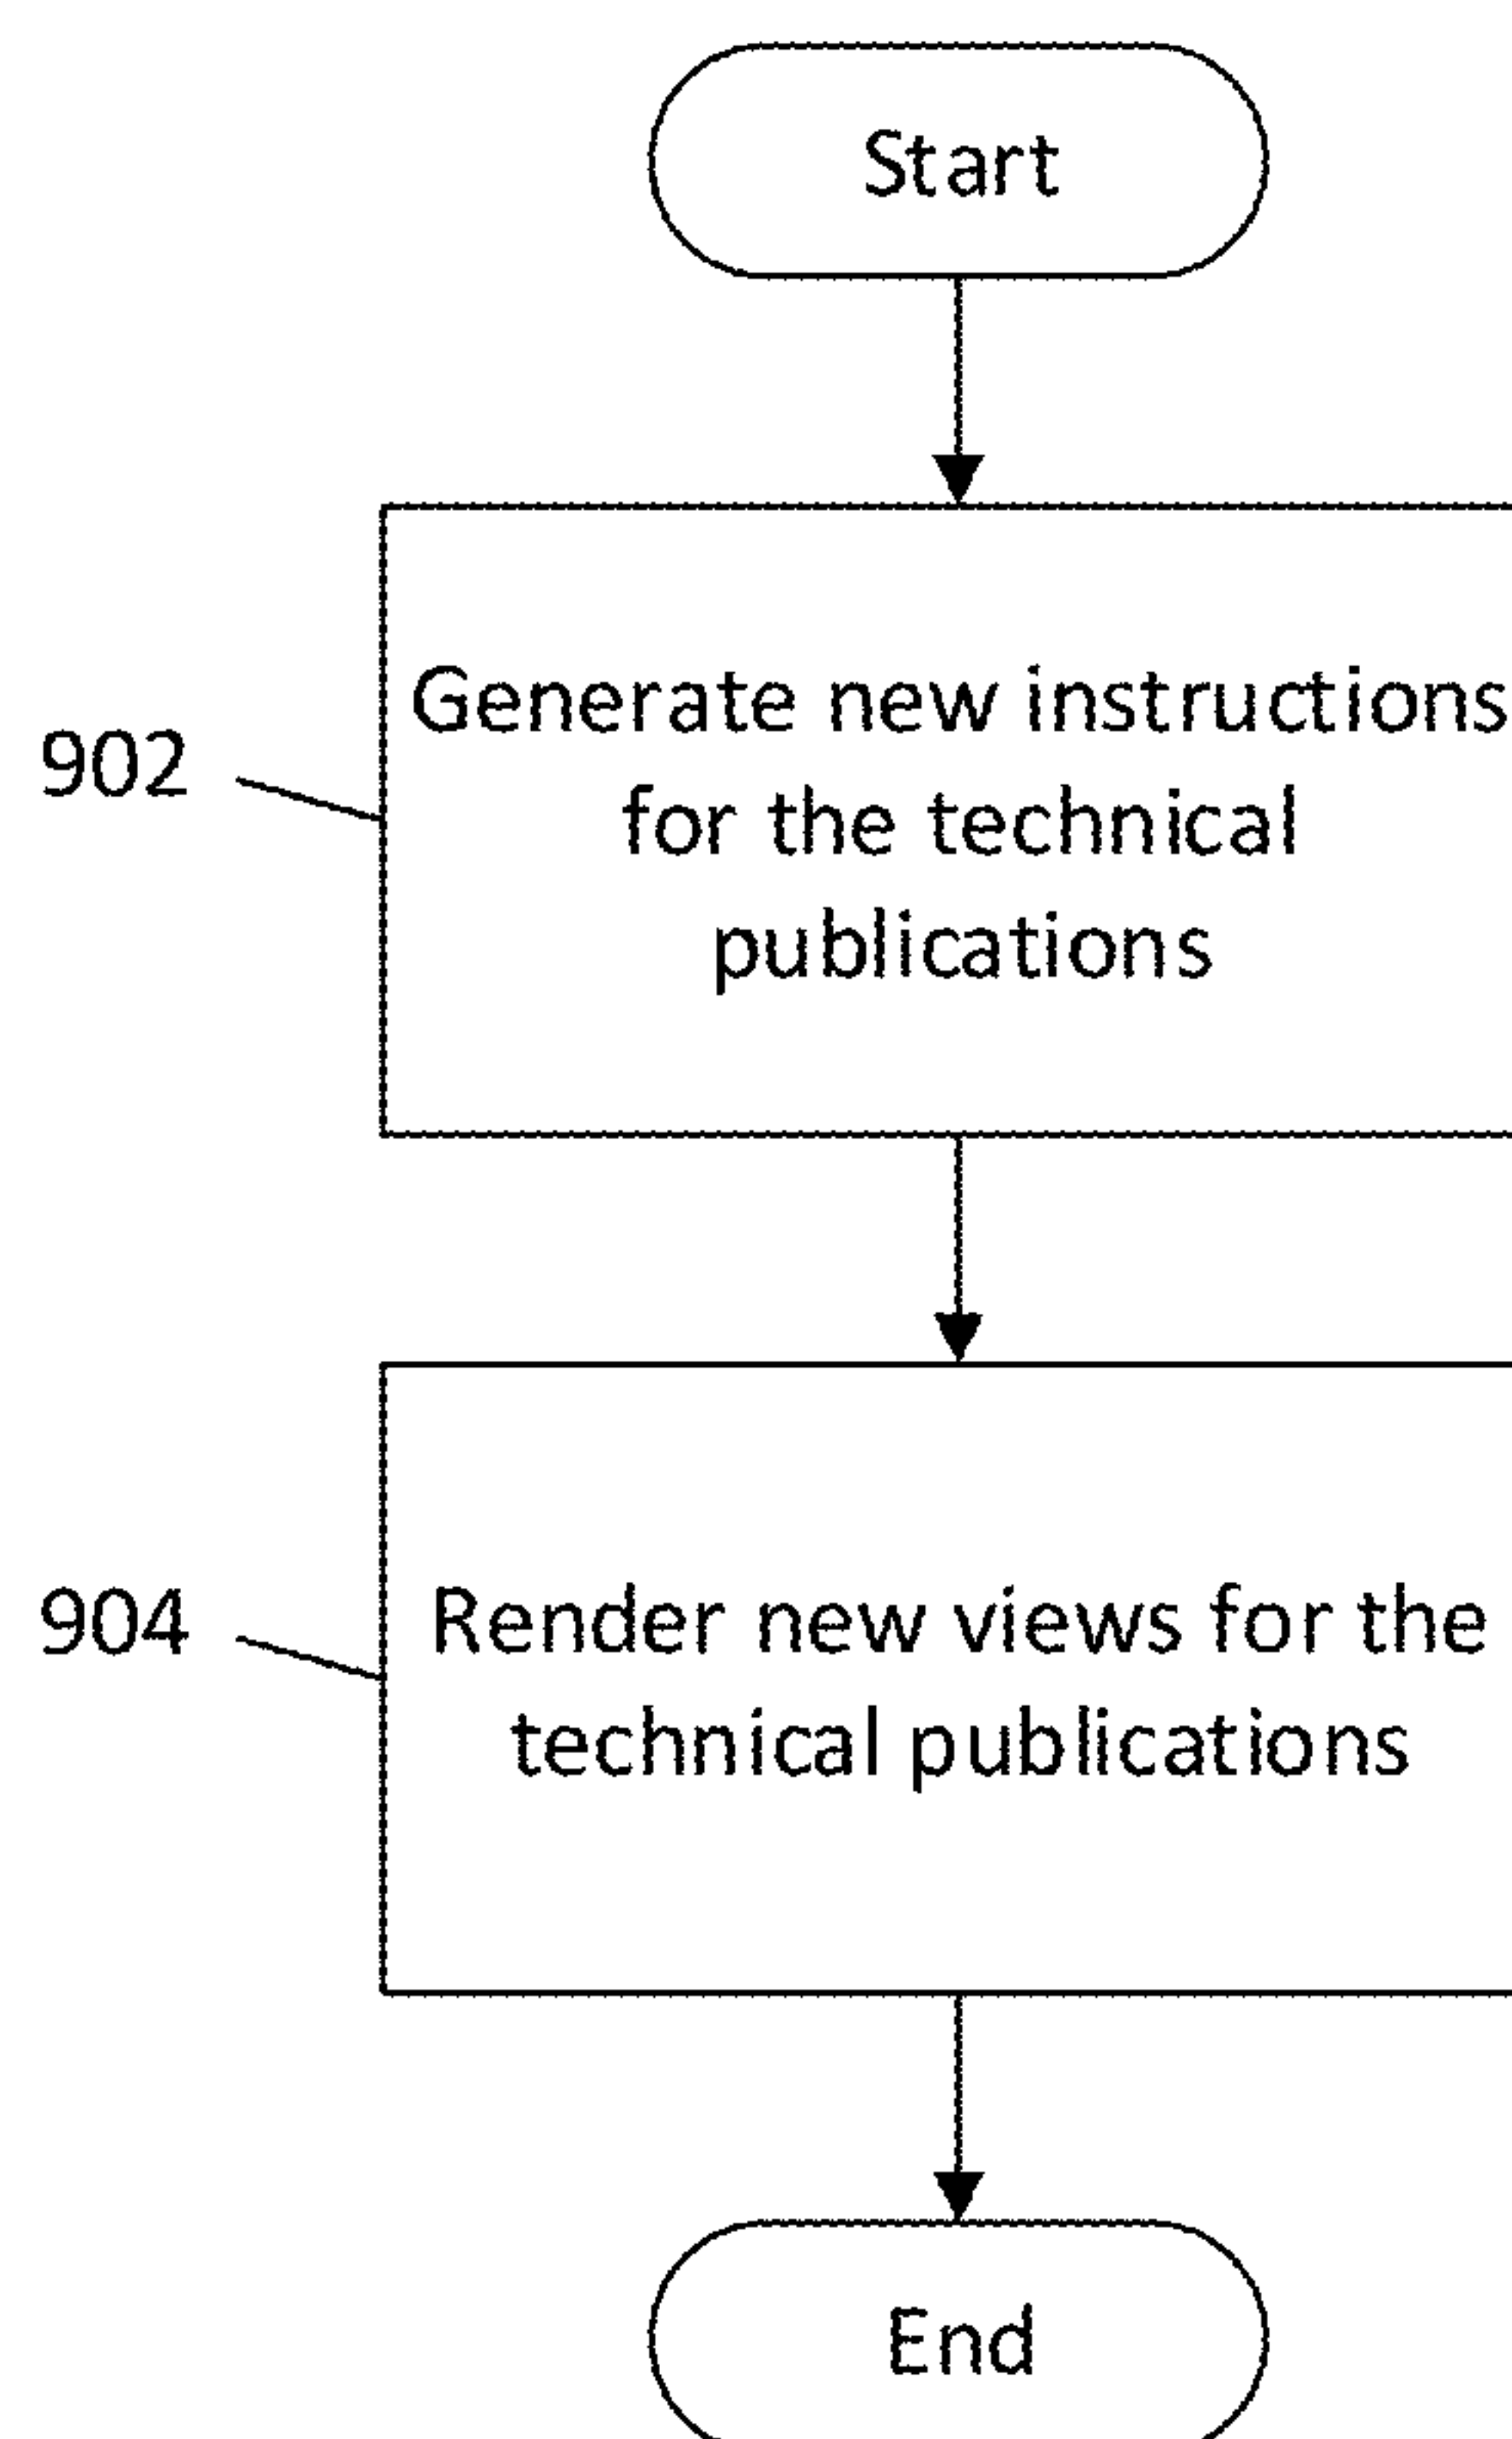 Start
Generate new instructions
902
for the technical
publications
904
Render new views for the
technical publications
End